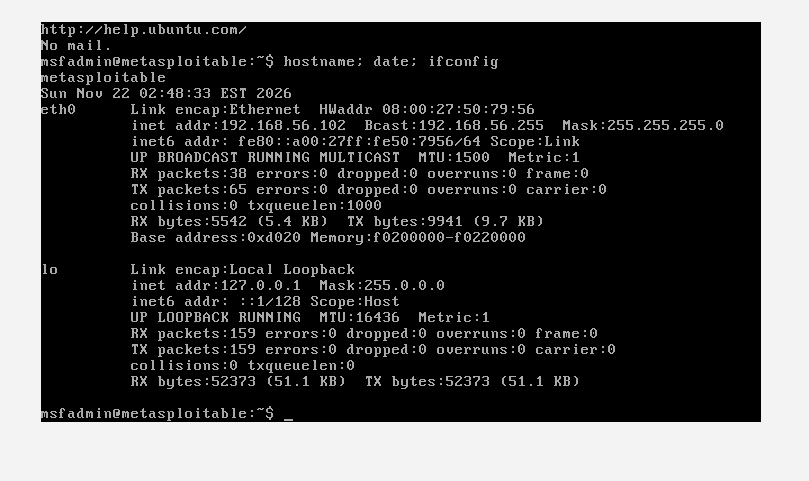 http://help.ubuntu.com/
No mail.
msfadmin@metasploitable:~$ hostname; date; ifconfig
metasploitable
Sun Nov 22 02:48:33 EST 2026
eth0      Link encap:Ethernet  HWaddr 08:00:27:50:79:56
          inet addr:192.168.56.102  Bcast:192.168.56.255  Mask:255.255.255.0
          inet6 addr: fe80::a00:27ff:fe50:7956/64 Scope:Link
          UP BROADCAST RUNNING MULTICAST  MTU:1500  Metric:1
          RX packets:38 errors:0 dropped:0 overruns:0 frame:0
          TX packets:65 errors:0 dropped:0 overruns:0 carrier:0
          collisions:0 txqueuelen:1000
          RX bytes:5542 (5.4 KB)  TX bytes:9941 (9.7 KB)
          Base address:0xd020 Memory:f0200000-f0220000

lo        Link encap:Local Loopback
          inet addr:127.0.0.1  Mask:255.0.0.0
          inet6 addr: ::1/128 Scope:Host
          UP LOOPBACK RUNNING  MTU:16436  Metric:1
          RX packets:159 errors:0 dropped:0 overruns:0 frame:0
          TX packets:159 errors:0 dropped:0 overruns:0 carrier:0
          collisions:0 txqueuelen:0
          RX bytes:52373 (51.1 KB)  TX bytes:52373 (51.1 KB)

msfadmin@metasploitable:~$ _